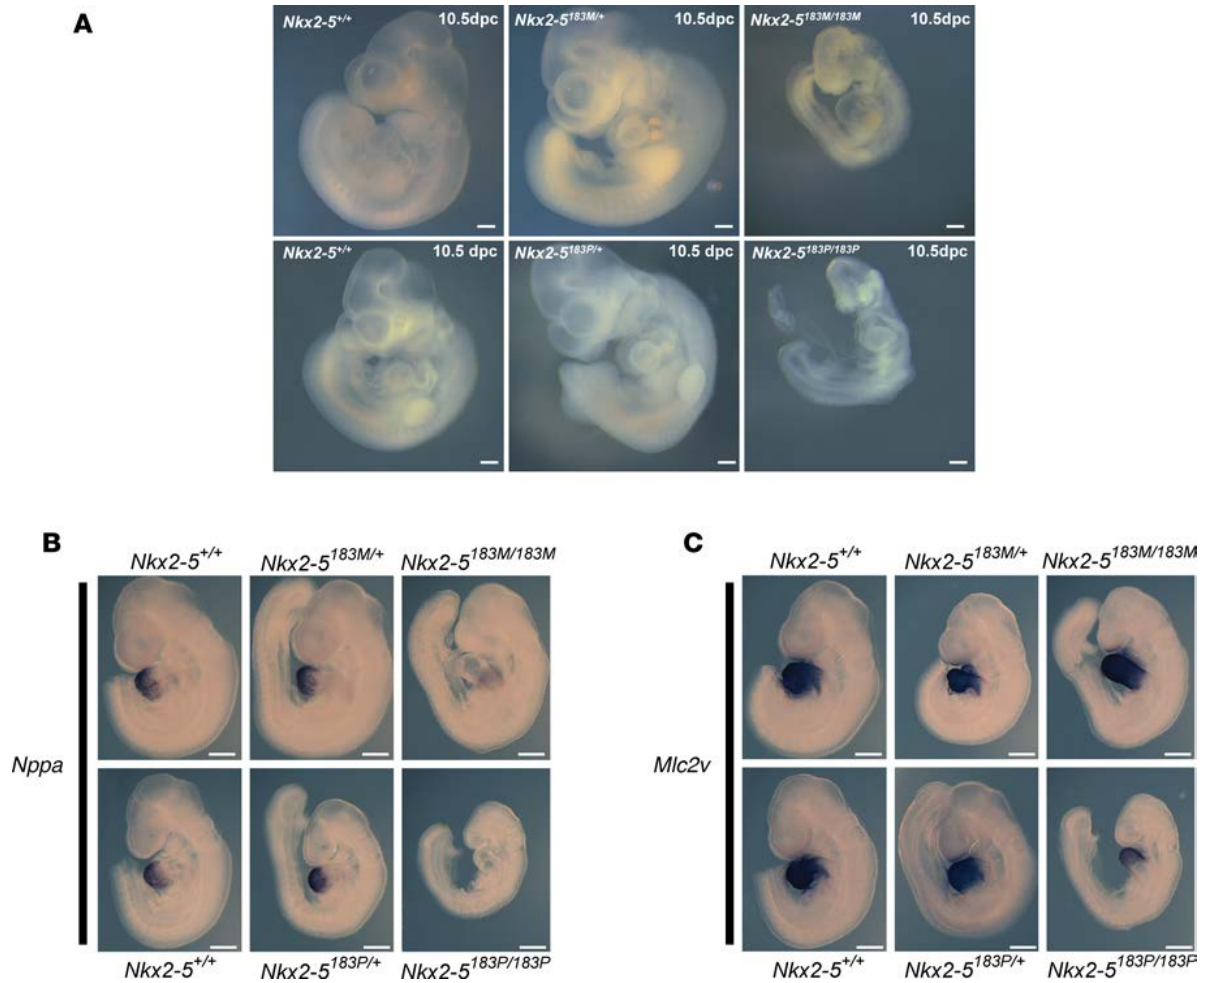 A
Nkx2-5+/+ 10.5dpc
Nkx2-5183M/+ 10.5dpc
Nkx2-5183M/183M 10.5dpc
Nkx2-5+/+ 10.5 dpc
Nkx2-5183P/+ 10.5 dpc
Nkx2-5183P/183P 10.5dpc
B
Nkx2-5+/+ Nkx2-5183M/+ Nkx2-5183M/183M
Nppa
Nkx2-5+/+ Nkx2-5183P/+ Nkx2-5183P/183P
C
Nkx2-5+/+ Nkx2-5183M/+ Nkx2-5183M/183M
Mlc2v
Nkx2-5+/+ Nkx2-5183P/+ Nkx2-5183P/183P